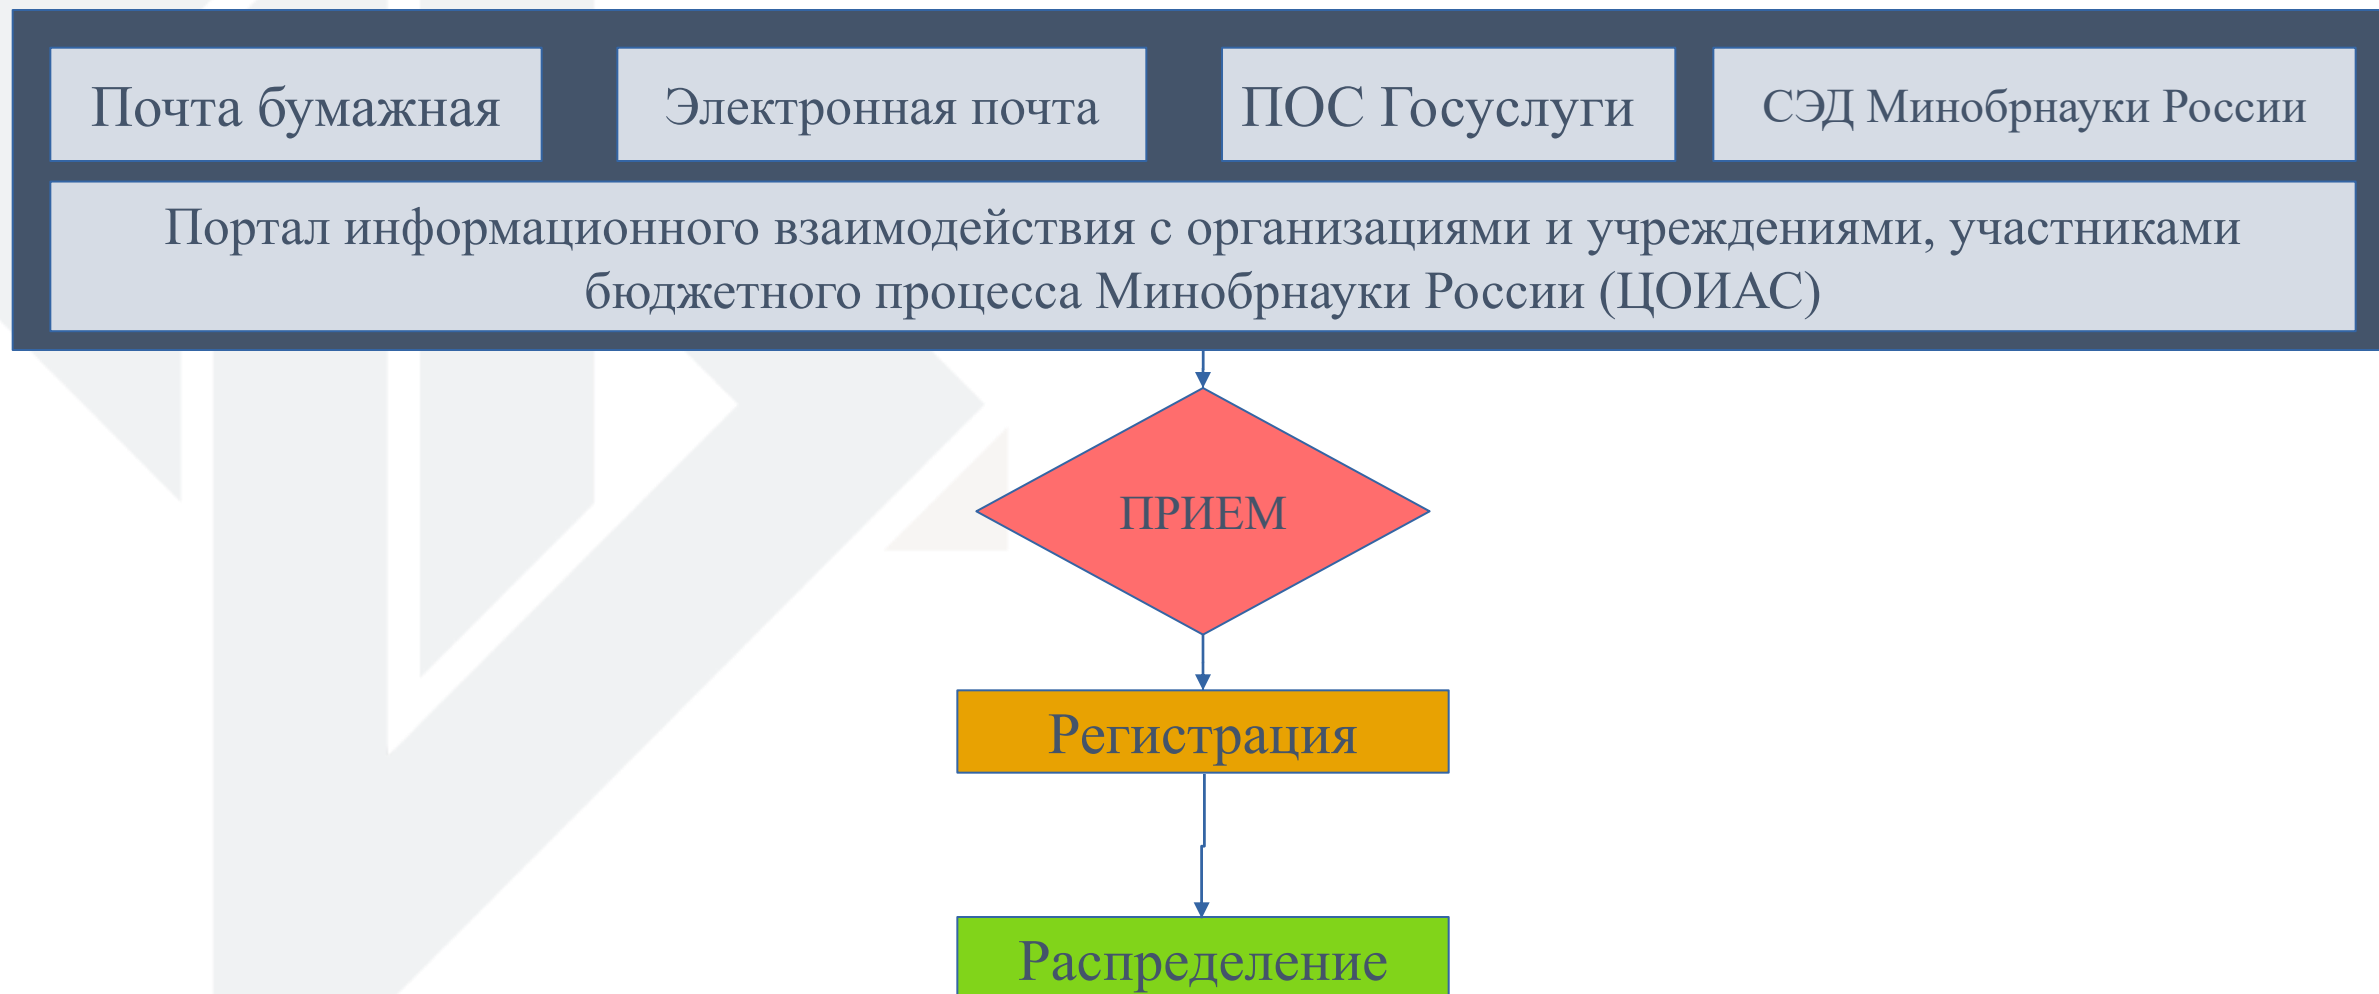 Почта бумажная
Электронная почта
ПОС Госуслуги
СЭД Минобрнауки России
Портал информационного взаимодействия с организациями и учреждениями, участниками
бюджетного процесса Минобрнауки России (ЦОИАС)
ПРИЕМ
Регистрация
Распределение